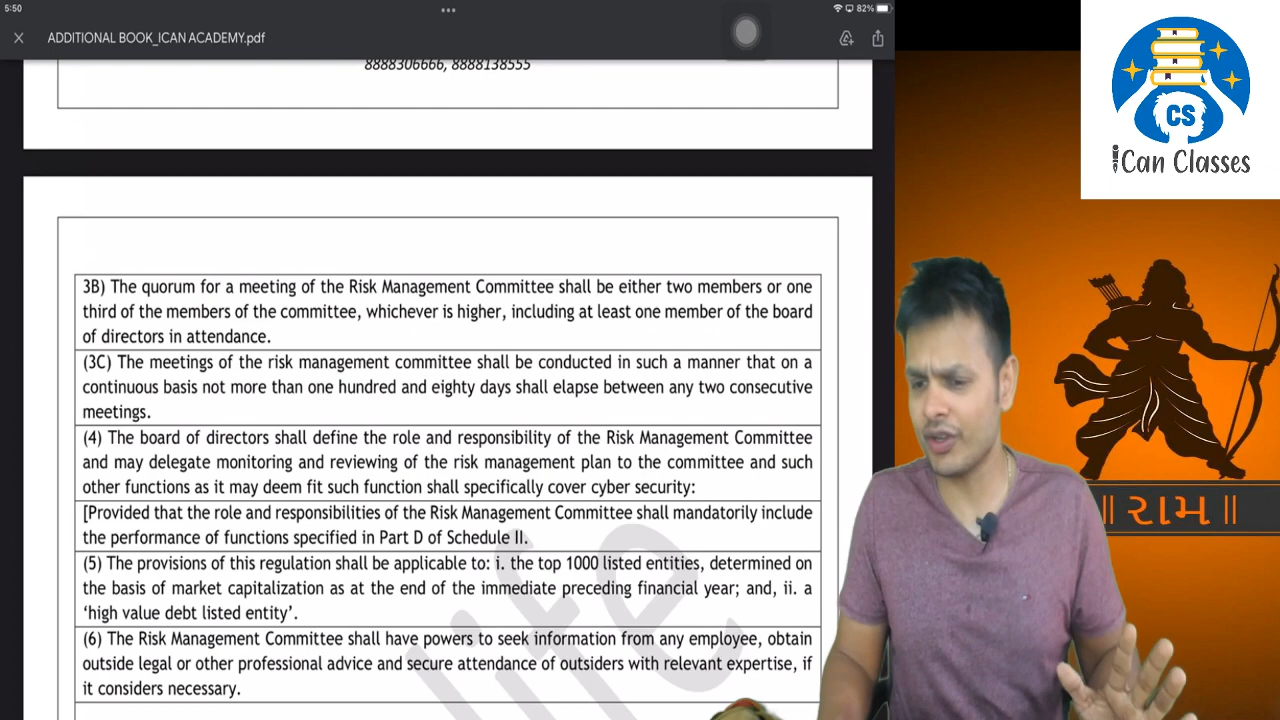 5:50
82%
ADDITIONAL BOOK_ICAN ACADEMY.pdf
8888306666, 8888138555
3B) The quorum for a meeting of the Risk Management Committee shall be either two members or one
third of the members of the committee, whichever is higher, including at least one member of the board
of directors in attendance.
(3C) The meetings of the risk management committee shall be conducted in such a manner that on a
continuous basis not more than one hundred and eighty days shall elapse between any two consecutive
meetings.
(4) The board of directors shall define the role and responsibility of the Risk Management Committee
and may delegate monitoring and reviewing of the risk management plan to the committee and such
other functions as it may deem fit such function shall specifically cover cyber security:
[Provided that the role and responsibilities of the Risk Management Committee shall mandatorily include
the performance of functions specified in Part D of Schedule II.
(5) The provisions of this regulation shall be applicable to: i. the top 1000 listed entities, determined on
the basis of market capitalization as at the end of the immediate preceding financial year; and, ii. a
‘high value debt listed entity’.
(6) The Risk Management Committee shall have powers to seek information from any employee, obtain
outside legal or other professional advice and secure attendance of outsiders with relevant expertise, if
it considers necessary.
life
CS
iCan Classes
॥ રામ ॥